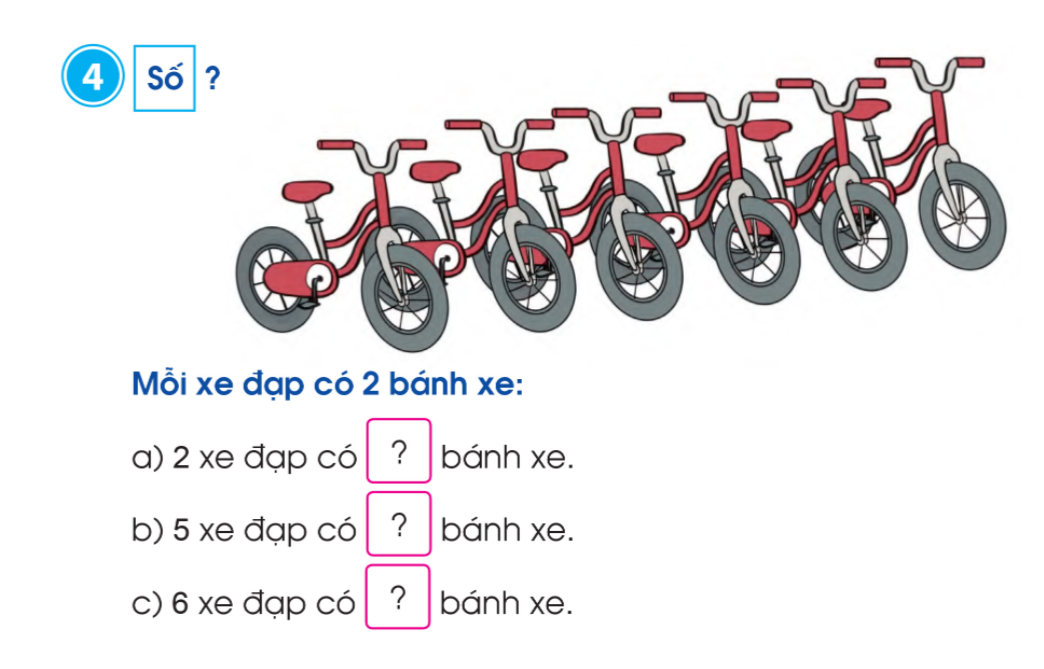 4 Số ?
Mỗi xe đạp có 2 bánh xe:
a) 2 xe đạp có ? bánh xe.
b) 5 xe đạp có ? bánh xe.
c) 6 xe đạp có ? bánh xe.